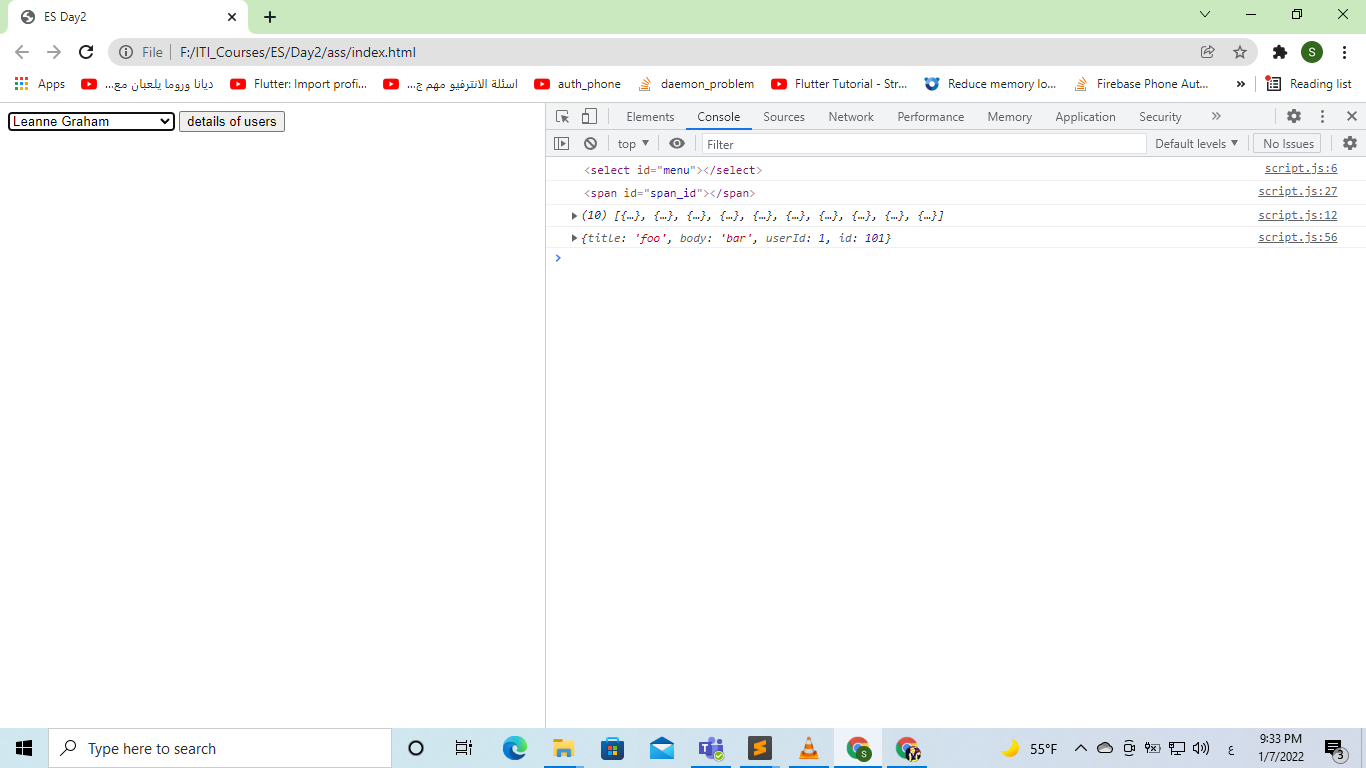 ES Day2
File F:/ITI_Courses/ES/Day2/ass/index.html S
Apps ديانا وروما يلعبان مع... Flutter: Import profi... اسئلة الانترفيو مهم ج... auth_phone daemon_problem Flutter Tutorial - Str... Reduce memory lo... Firebase Phone Aut... » Reading list
Leanne Graham details of users
Elements Console Sources Network Performance Memory Application Security »
top Filter Default levels No Issues
<select id="menu"></select> script.js:6
<span id="span_id"></span> script.js:27
(10) [{…}, {…}, {…}, {…}, {…}, {…}, {…}, {…}, {…}, {…}] script.js:12
{title: 'foo', body: 'bar', userId: 1, id: 101} script.js:56
Type here to search S 55°F ع 9:33 PM
1/7/2022 3